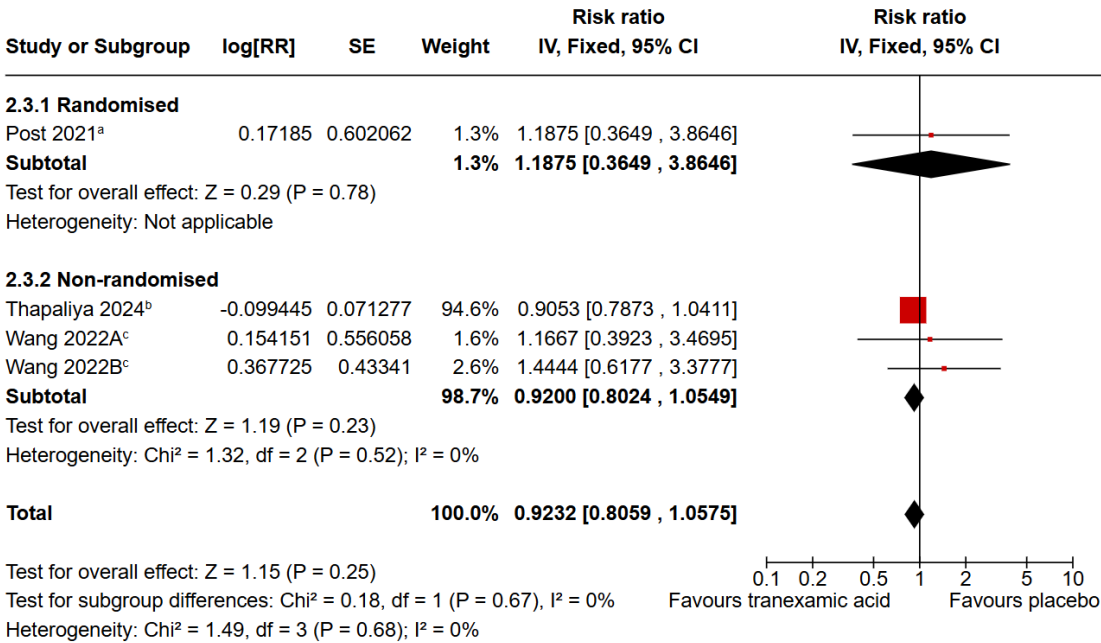 Risk ratio Risk ratio
Study or Subgroup log[RR] SE Weight IV, Fixed, 95% CI IV, Fixed, 95% CI
2.3.1 Randomised
Post 2021ᵃ 0.17185 0.602062 1.3% 1.1875 [0.3649 , 3.8646]
Subtotal 1.3% 1.1875 [0.3649 , 3.8646]
Test for overall effect: Z = 0.29 (P = 0.78)
Heterogeneity: Not applicable
2.3.2 Non-randomised
Thapaliya 2024ᵇ -0.099445 0.071277 94.6% 0.9053 [0.7873 , 1.0411]
Wang 2022Aᶜ 0.154151 0.556058 1.6% 1.1667 [0.3923 , 3.4695]
Wang 2022Bᶜ 0.367725 0.43341 2.6% 1.4444 [0.6177 , 3.3777]
Subtotal 98.7% 0.9200 [0.8024 , 1.0549]
Test for overall effect: Z = 1.19 (P = 0.23)
Heterogeneity: Chi² = 1.32, df = 2 (P = 0.52); I² = 0%
Total 100.0% 0.9232 [0.8059 , 1.0575]
Test for overall effect: Z = 1.15 (P = 0.25) 0.1 0.2 0.5 1 2 5 10
Test for subgroup differences: Chi² = 0.18, df = 1 (P = 0.67), I² = 0% Favours tranexamic acid Favours placebo
Heterogeneity: Chi² = 1.49, df = 3 (P = 0.68); I² = 0%